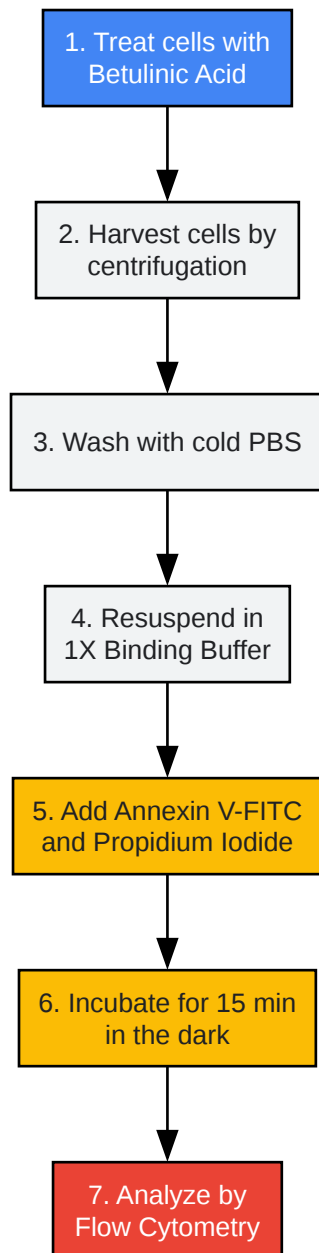 1. Treat cells with
Betulinic Acid
2. Harvest cells by
centrifugation
3. Wash with cold PBS
4. Resuspend in
1X Binding Buffer
5. Add Annexin V-FITC
and Propidium Iodide
6. Incubate for 15 min
in the dark
7. Analyze by
Flow Cytometry